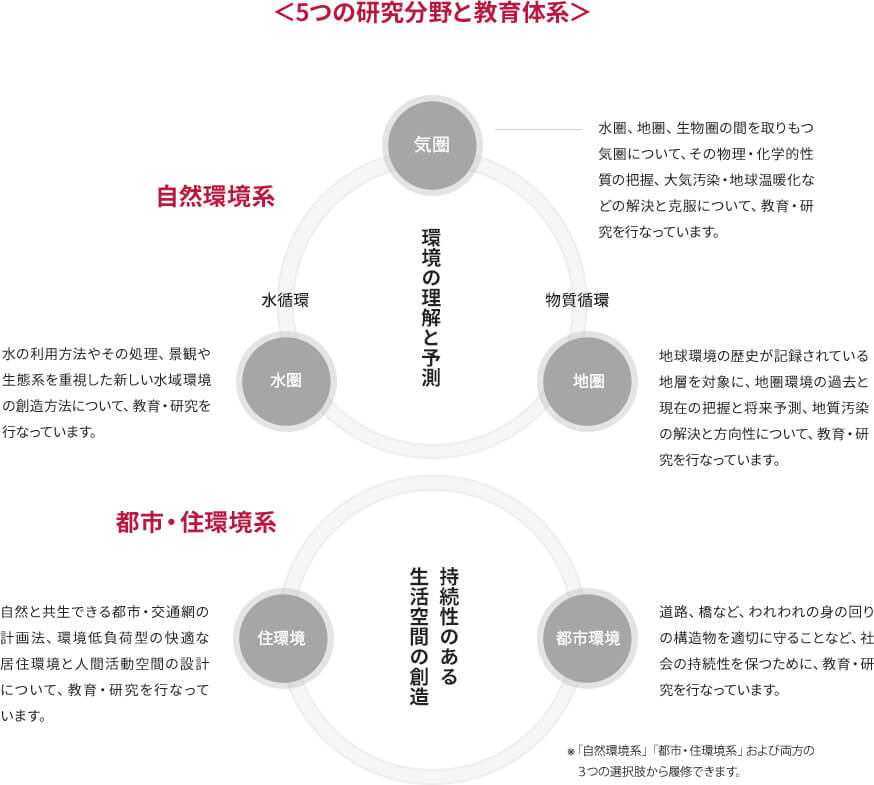 ＜5つの研究分野と教育体系＞
気圏
水圏、地圏、生物圏の間を取りもつ
気圏について、その物理・化学的性
質の把握、大気汚染・地球温暖化な
どの解決と克服について、教育・研
究を行なっています。
自然環境系
環境の理解と予測
水循環
物質循環
水の利用方法やその処理、景観や
生態系を重視した新しい水域環境
の創造方法について、教育・研究を
行なっています。
水圏
地圏
地球環境の歴史が記録されている
地層を対象に、地圏環境の過去と
現在の把握と将来予測、地質汚染
の解決と方向性について、教育・研
究を行なっています。
都市・住環境系
持続性のある
生活空間の創造
自然と共生できる都市・交通網の
計画法、環境低負荷型の快適な
居住環境と人間活動空間の設計
について、教育・研究を行なって
います。
住環境
都市環境
道路、橋など、われわれの身の回り
の構造物を適切に守ることなど、社
会の持続性を保つために、教育・研
究を行なっています。
※「自然環境系」「都市・住環境系」および両方の
３つの選択肢から履修できます。